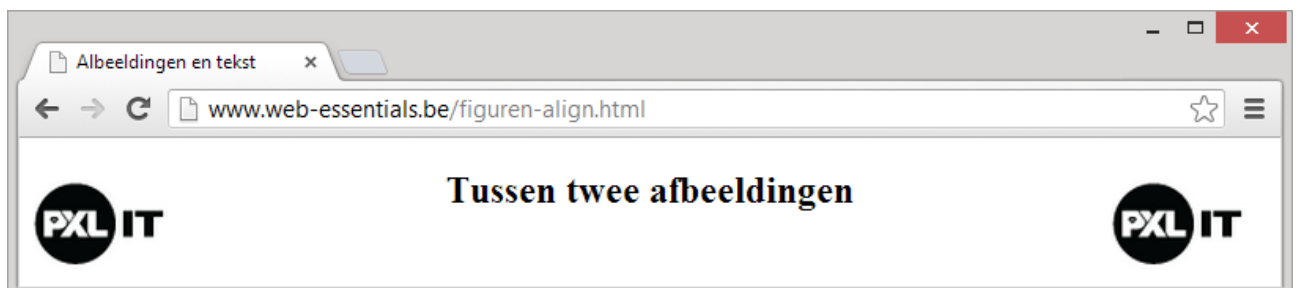 Albeeldingen en tekst
www.web-essentials.be/figuren-align.html
PXL IT
Tussen twee afbeeldingen
PXL IT